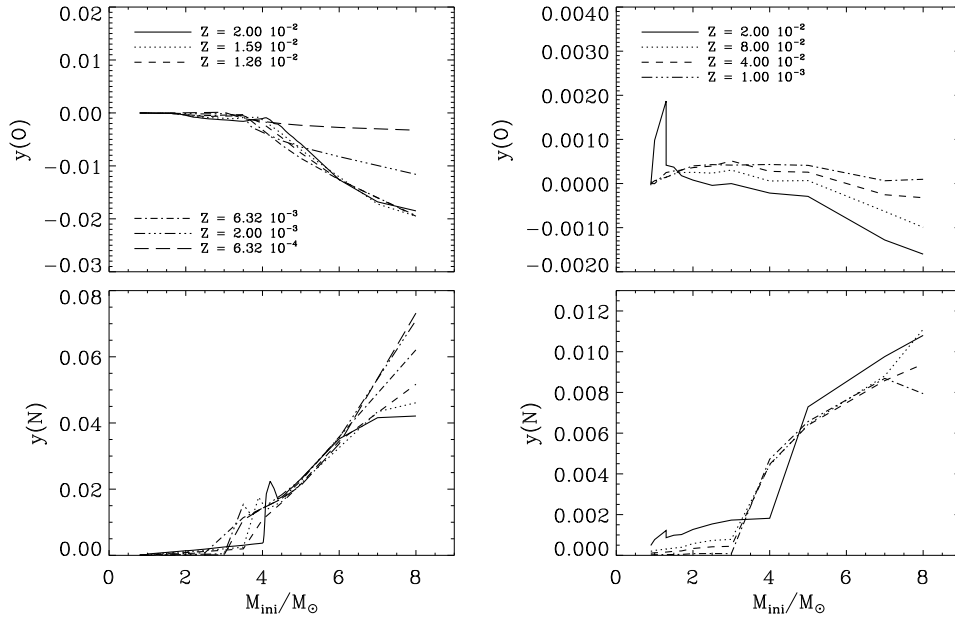 0.02
0.01
0.00
−0.01
−0.02
−0.03
y(O)
Z = 2.00 10⁻²
Z = 1.59 10⁻²
Z = 1.26 10⁻²
Z = 6.32 10⁻³
Z = 2.00 10⁻³
Z = 6.32 10⁻⁴
0.0040
0.0030
0.0020
0.0010
0.0000
−0.0010
−0.0020
y(O)
Z = 2.00 10⁻²
Z = 8.00 10⁻²
Z = 4.00 10⁻²
Z = 1.00 10⁻³
0.08
0.06
0.04
0.02
0.00
y(N)
0 2 4 6 8
M_ini/M_⊙
0.012
0.010
0.008
0.006
0.004
0.002
0.000
y(N)
0 2 4 6 8
M_ini/M_⊙